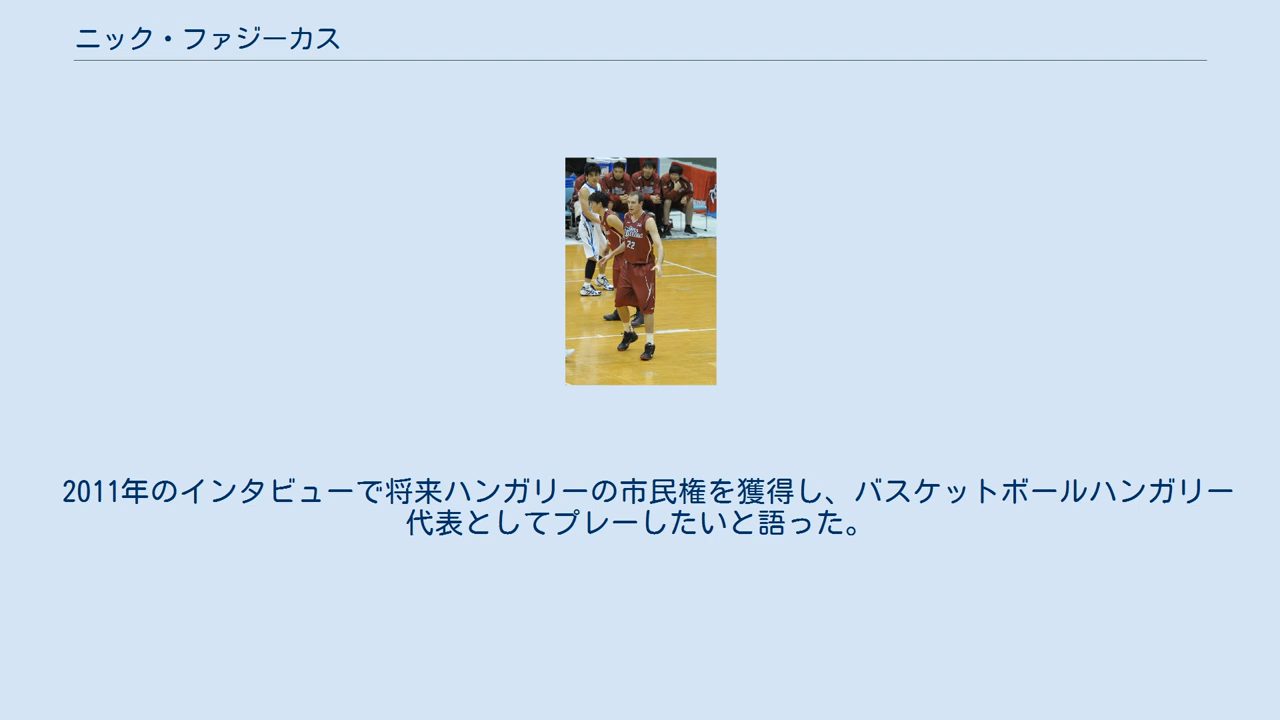 ニック・ファジーカス
22
2011年のインタビューで将来ハンガリーの市民権を獲得し、バスケットボールハンガリー
代表としてプレーしたいと語った。